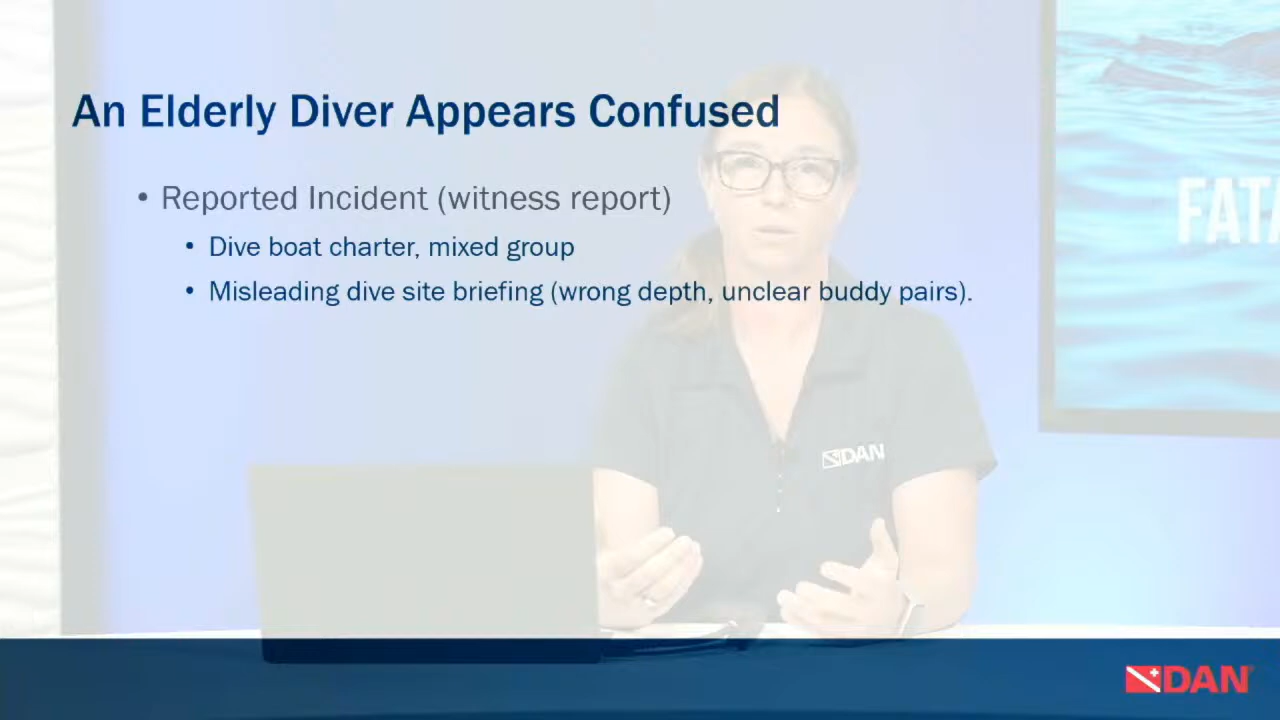 An Elderly Diver Appears Confused
• Reported Incident (witness report)
• Dive boat charter, mixed group
• Misleading dive site briefing (wrong depth, unclear buddy pairs).
FAT
DAN
DAN